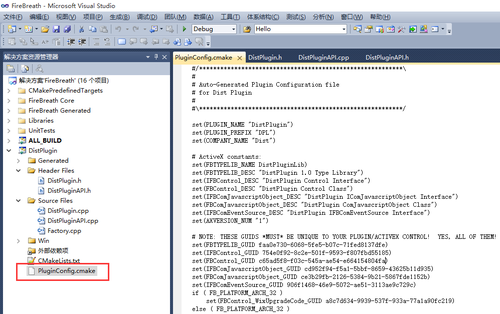 FireBreath - Microsoft Visual Studio
文件(F) 编辑(E) 视图(V) 项目(P) 生成(B) 调试(D) 团队(M) 数据(A) 工具(T) 体系结构(C) 测试(S) 分析(N) 窗口(W) 帮助(H)
Hello
解决方案资源管理器
PluginConfig.cmake DistPlugin.h DistPluginAPI.cpp DistPluginAPI.h
解决方案'FireBreath' (16 个项目)
CMakePredefinedTargets
FireBreath Core
FireBreath Generated
Libraries
UnitTests
ALL_BUILD
DistPlugin
Generated
Header Files
DistPlugin.h
DistPluginAPI.h
Source Files
DistPlugin.cpp
DistPluginAPI.cpp
Factory.cpp
Win
外部依赖项
CMakeLists.txt
PluginConfig.cmake
#
# Auto-Generated Plugin Configuration file
# for Dist Plugin
#
set(PLUGIN_NAME "DistPlugin")
set(PLUGIN_PREFIX "DPL")
set(COMPANY_NAME "Dist")
# ActiveX constants:
set(FBTYPELIB_NAME DistPluginLib)
set(FBTYPELIB_DESC "DistPlugin 1.0 Type Library")
set(IFBControl_DESC "DistPlugin Control Interface")
set(FBControl_DESC "DistPlugin Control Class")
set(IFBComJavascriptObject_DESC "DistPlugin IComJavascriptObject Interface")
set(FBComJavascriptObject_DESC "DistPlugin ComJavascriptObject Class")
set(IFBComEventSource_DESC "DistPlugin IFBComEventSource Interface")
set(AXVERSION_NUM "1")
# NOTE: THESE GUIDS *MUST* BE UNIQUE TO YOUR PLUGIN/ACTIVEX CONTROL! YES, ALL OF THEM!
set(FBTYPELIB_GUID faa0e730-6068-5fe5-b07c-71fed8137dfe)
set(IFBControl_GUID 754e0f92-8c2e-501f-9593-f807fbd55185)
set(FBControl_GUID c65ad5f8-f03c-545a-ae54-e664154804fa)
set(IFBComJavascriptObject_GUID cd952f94-f5a1-5bbf-8659-43625b11d935)
set(FBComJavascriptObject_GUID ce3b29fb-2126-5384-9b21-5867fde1152b)
set(IFBComEventSource_GUID 906f1468-46e9-5072-ae51-3113ae9c729c)
if ( FB_PLATFORM_ARCH_32 )
set(FBControl_WixUpgradeCode_GUID a8c7d634-9939-537f-933a-77a1a90fc219)
else ( FB_PLATFORM_ARCH_32 )